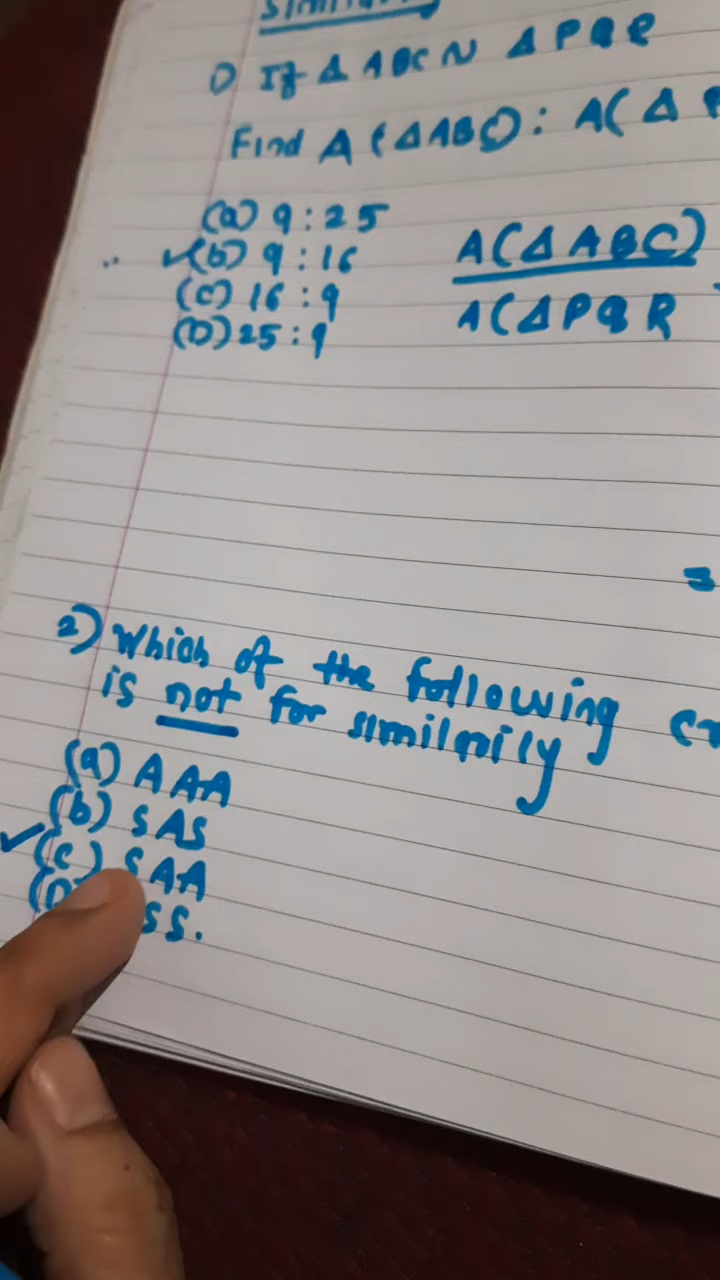 1) If Δ ABC ~ Δ PQR
Find A (ΔABC): A( Δ
(a) 9 : 25
✓(b) 9 : 16
(c) 16 : 9
(D) 25 : 9
A(Δ ABC)
A(Δ PQR
=
2) Which of the following
is not for similarity
(a) AAA
(b) SAS
✓(c) SAA
SS.